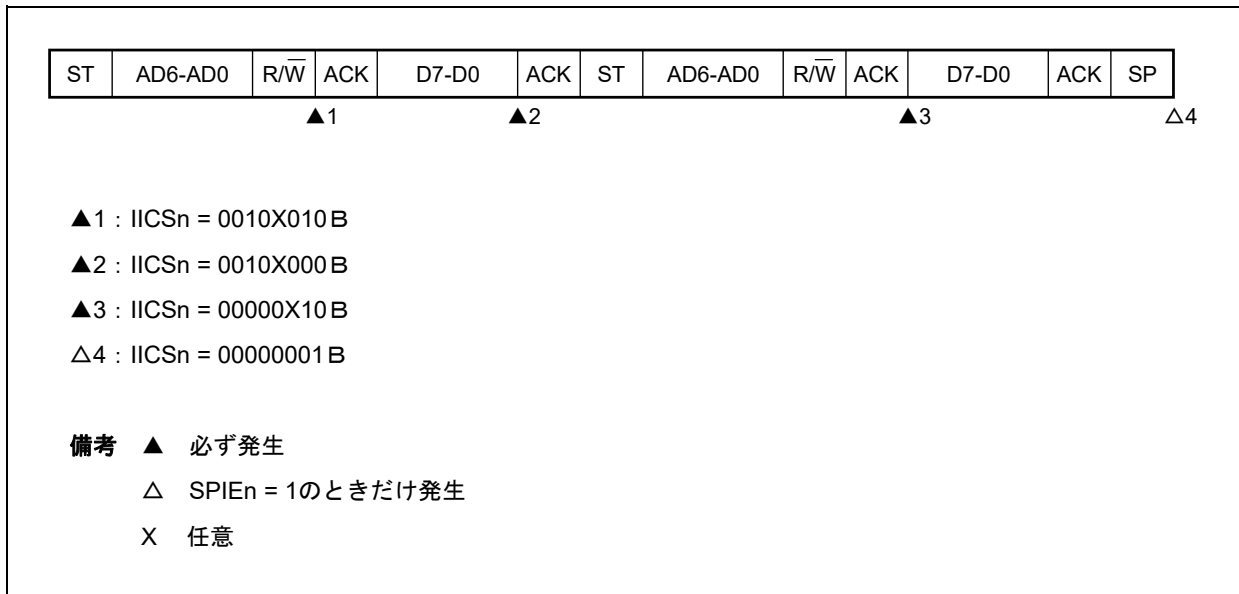 ST AD6-AD0 R/W̅ ACK D7-D0 ACK ST AD6-AD0 R/W̅ ACK D7-D0 ACK SP
▲1 ▲2 ▲3 △4
▲1：IICSn = 0010X010B
▲2：IICSn = 0010X000B
▲3：IICSn = 00000X10B
△4：IICSn = 00000001B
備考 ▲ 必ず発生
△ SPIEn = 1のときだけ発生
X 任意